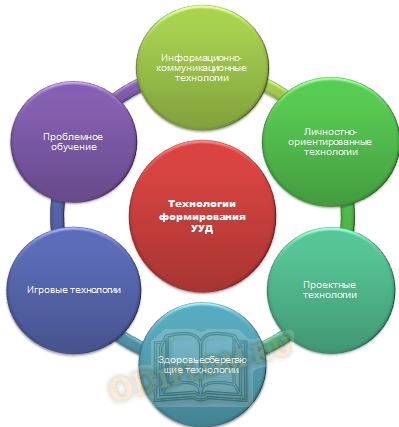 Информационно-
коммуникационные
технологии
Личностно-
ориентированные
технологии
Проектные
технологии
Здоровьесберегаю
щие технологии
Игровые технологии
Проблемное
обучение
Технологии
формирования
УУД